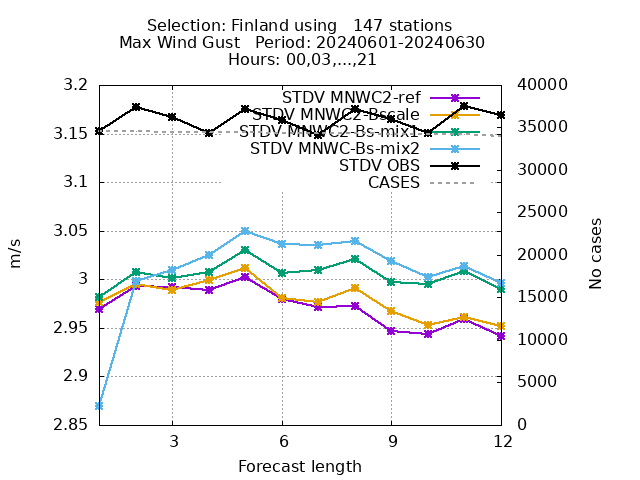 Selection: Finland using   147 stations
Max Wind Gust   Period: 20240601-20240630
Hours: 00,03,...,21
STDV MNWC2-ref
STDV MNWC2-Bscale
STDV MNWC2-Bs-mix1
STDV MNWC-Bs-mix2
STDV OBS
CASES
3.2
3.15
3.1
3.05
3
2.95
2.9
2.85
m/s
40000
35000
30000
25000
20000
15000
10000
5000
0
No cases
3 6 9 12
Forecast length